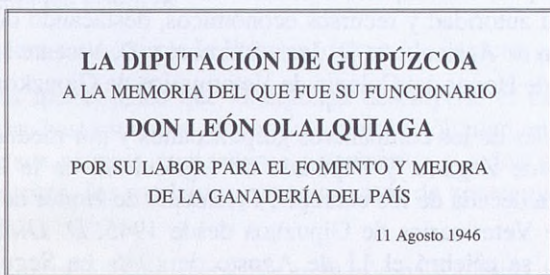 LA DIPUTACIÓN DE GUIPÚZCOA
A LA MEMORIA DEL QUE FUE SU FUNCIONARIO
DON LEÓN OLALQUIAGA
POR SU LABOR PARA EL FOMENTO Y MEJORA
DE LA GANADERÍA DEL PAÍS
11 Agosto 1946